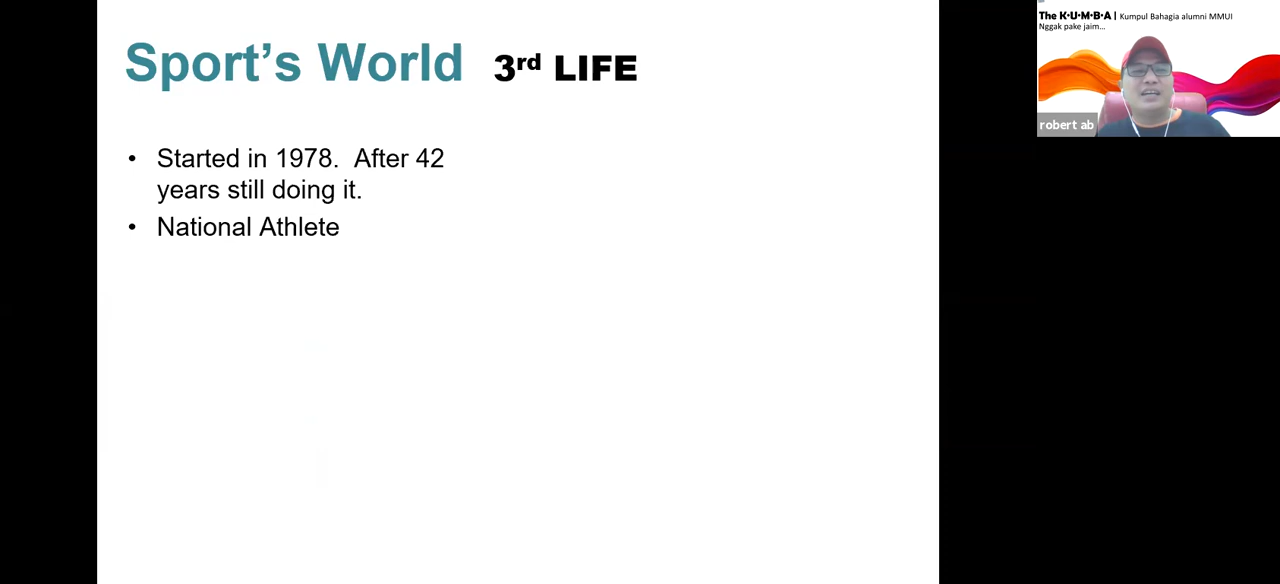 Sport’s World 3rd LIFE
• Started in 1978. After 42
years still doing it.
• National Athlete
The K·U·M·B·A | Kumpul Bahagia alumni MMUI
Nggak pake jaim...
robert ab